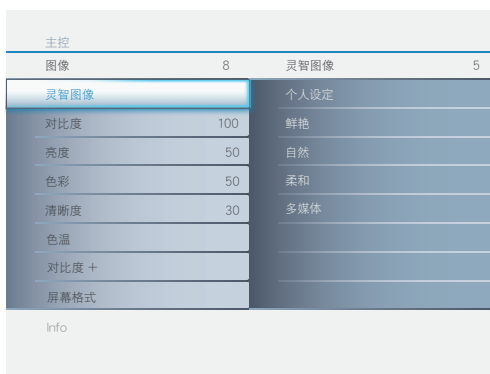 主控
图像 8 灵智图像 5
灵智图像 个人设定
对比度 100 鲜艳
亮度 50 自然
色彩 50 柔和
清晰度 30 多媒体
色温
对比度 +
屏幕格式
Info